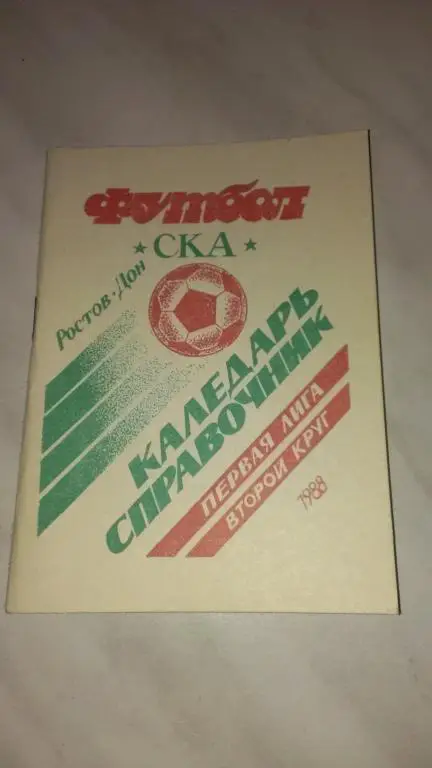 Футбол
★ СКА ★
Ростов·Дон
КАЛЕДАРЬ
СПРАВОЧНИК
ПЕРВАЯ ЛИГА
ВТОРОЙ КРУГ
1988